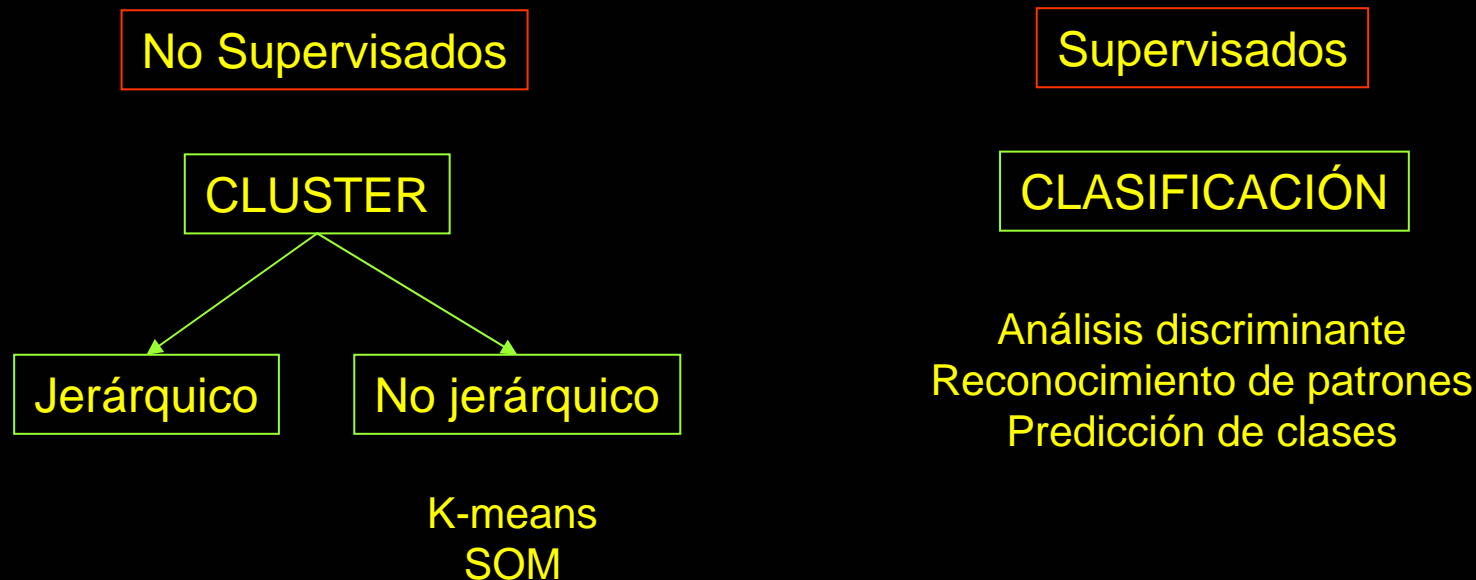 No Supervisados
CLUSTER
Jerárquico
No jerárquico
K-means
SOM
Supervisados
CLASIFICACIÓN
Análisis discriminante
Reconocimiento de patrones
Predicción de clases